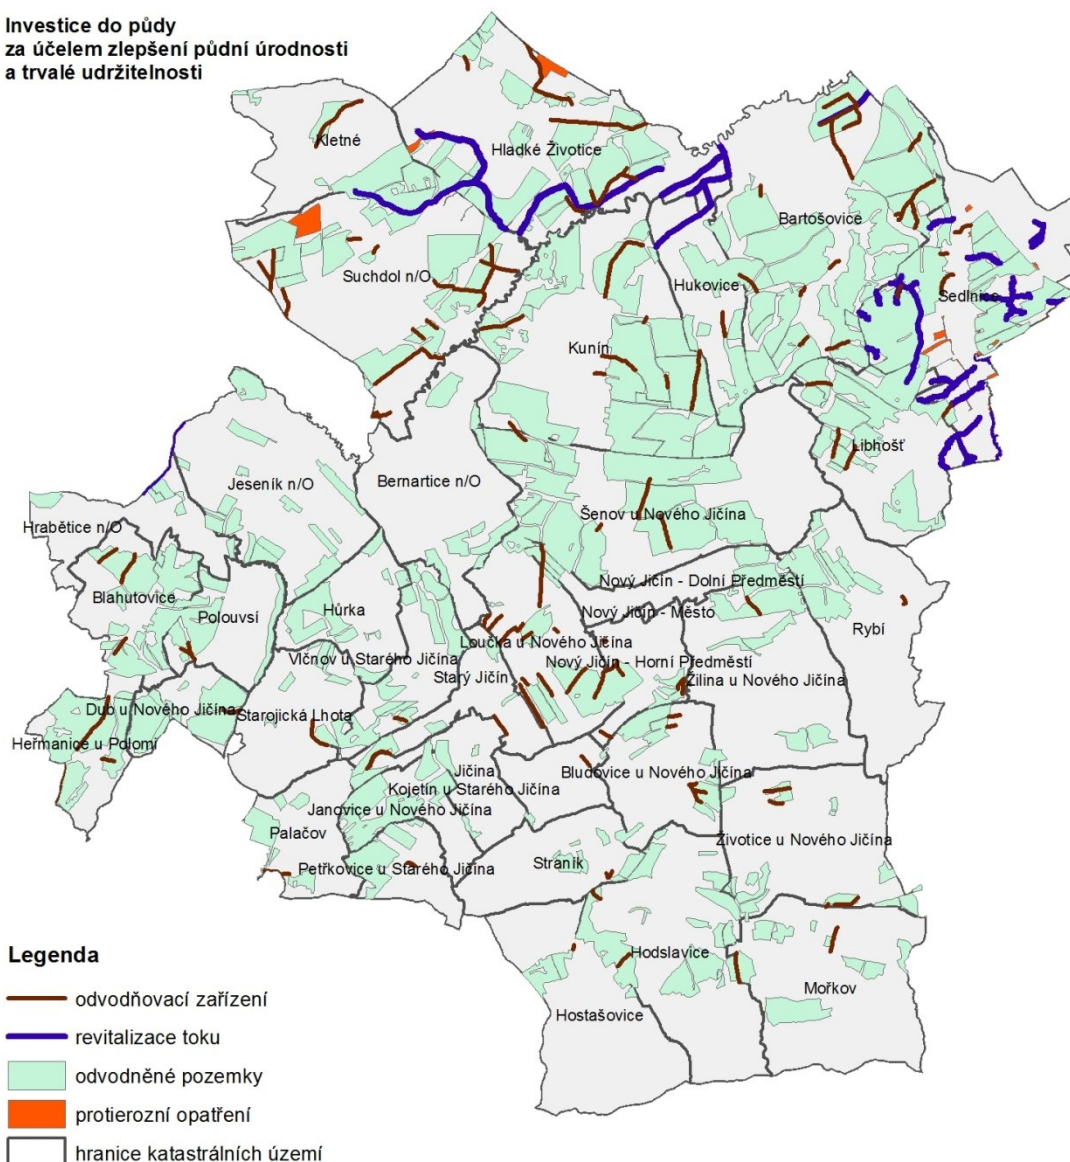 Investice do půdy
za účelem zlepšení půdní úrodnosti
a trvalé udržitelnosti
Kletné
Hladké Životice
Bartošovice
Suchdol n/O
Hukovice
Sedlnice
Kunín
Libhošť
Jeseník n/O
Bernartice n/O
Šenov u Nového Jičína
Hrabětice n/O
Blahutovice
Polouvsí
Hůrka
Nový Jičín - Dolní Předměstí
Nový Jičín - Město
Rybí
Loučka u Nového Jičína
Vlčnov u Starého Jičína
Nový Jičín - Horní Předměstí
Starý Jičín
Žilina u Nového Jičína
Dub u Nového Jičína
Starojická Lhota
Heřmanice u Polomi
Jičina
Bludovice u Nového Jičína
Kojetín u Starého Jičína
Janovice u Nového Jičína
Palačov
Životice u Nového Jičína
Straník
Petřkovice u Starého Jičína
Hodslavice
Mořkov
Hostašovice
Legenda
odvodňovací zařízení
revitalizace toku
odvodněné pozemky
protierozní opatření
hranice katastrálních území